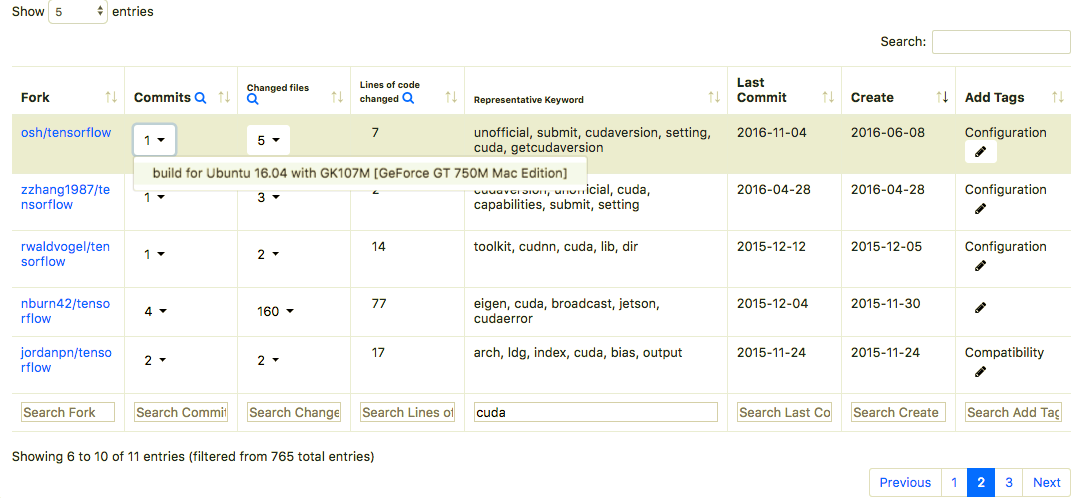 Show 5 entries
Search:
Fork Commits Changed files Lines of code changed Representative Keyword Last Commit Create Add Tags
osh/tensorflow 1 5 7 unofficial, submit, cudaversion, setting, cuda, getcudaversion 2016-11-04 2016-06-08 Configuration
build for Ubuntu 16.04 with GK107M [GeForce GT 750M Mac Edition]
zzhang1987/tensorflow 1 3 2 cudaversion, unofficial, cuda, capabilities, submit, setting 2016-04-28 2016-04-28 Configuration
rwaldvogel/tensorflow 1 2 14 toolkit, cudnn, cuda, lib, dir 2015-12-12 2015-12-05 Configuration
nburn42/tensorflow 4 160 77 eigen, cuda, broadcast, jetson, cudaerror 2015-12-04 2015-11-30
jordanpn/tensorflow 2 2 17 arch, ldg, index, cuda, bias, output 2015-11-24 2015-11-24 Compatibility
Search Fork Search Commit Search Change Search Lines of cuda Search Last Co Search Create Search Add Tag
Showing 6 to 10 of 11 entries (filtered from 765 total entries)
Previous 1 2 3 Next